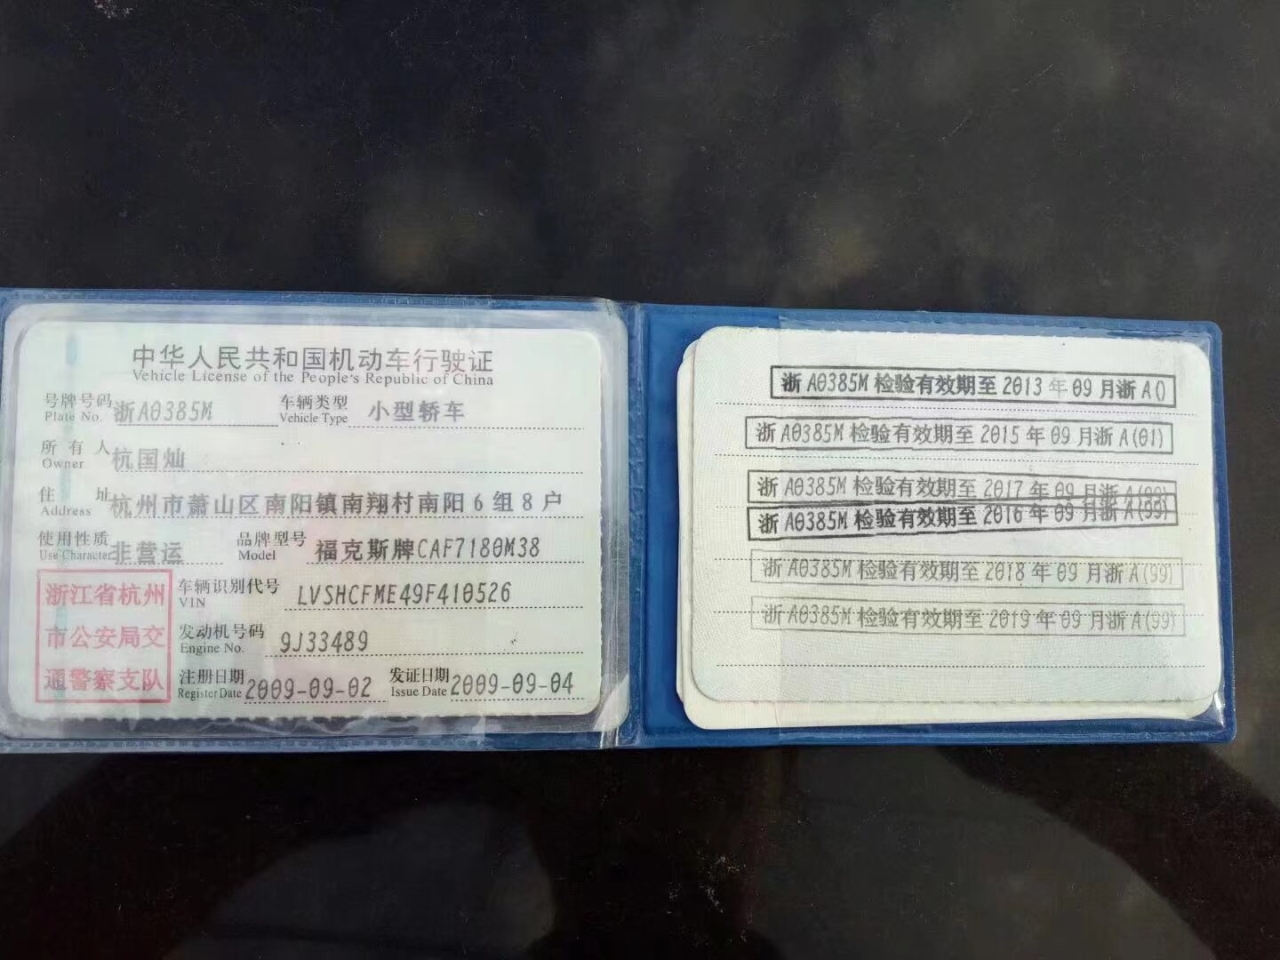 中华人民共和国机动车行驶证
Vehicle License of the People's Republic of China
号牌号码 浙A0385M 车辆类型 小型轿车
Plate No. Vehicle Type
所有人 杭国灿
Owner
住址 杭州市萧山区南阳镇南翔村南阳6组8户
Address
使用性质 非营运 品牌型号 福克斯牌CAF7180M38
Use Character Model
浙江省杭州
市公安局交
通警察支队
车辆识别代号 LVSHCFME49F410526
VIN
发动机号码 9J33489
Engine No.
注册日期 2009-09-02 发证日期 2009-09-04
Register Date Issue Date
浙A0385M检验有效期至2013年09月浙A()
浙A0385M检验有效期至2015年09月浙A(01)
浙A0385M检验有效期至2017年09月浙A(99)
浙A0385M检验有效期至2016年09月浙A(99)
浙A0385M检验有效期至2018年09月浙A(99)
浙A0385M检验有效期至2019年09月浙A(99)